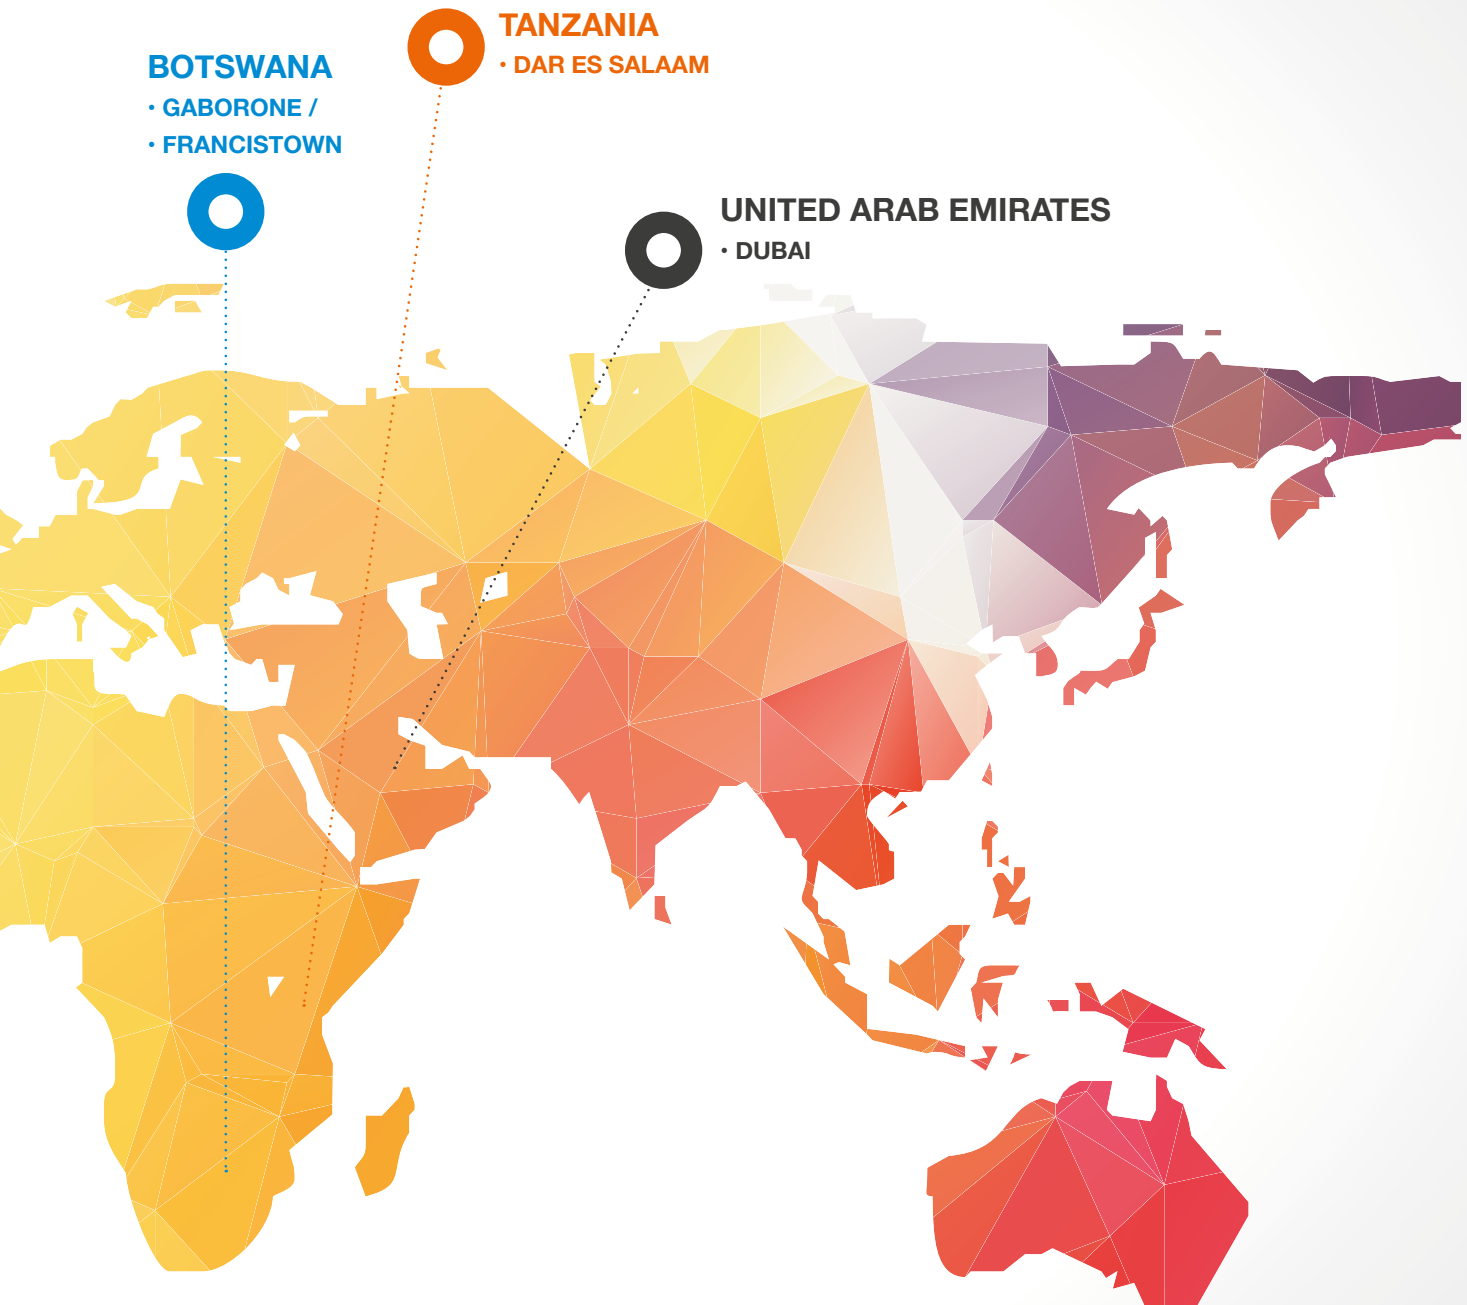 TANZANIA
• DAR ES SALAAM
BOTSWANA
• GABORONE /
• FRANCISTOWN
UNITED ARAB EMIRATES
• DUBAI